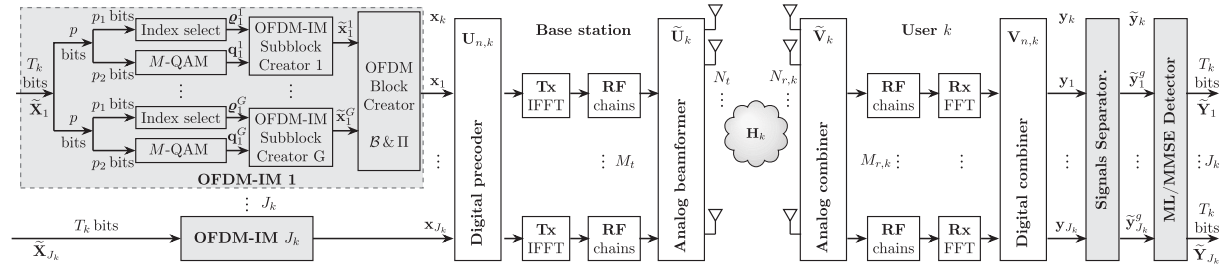 T_k bits
X̃_1
p bits
p_1 bits
Index select
ϱ_1^1
p_2 bits
M-QAM
q_1^1
OFDM-IM Subblock Creator 1
x̃_1^1
⋮
⋮
p bits
p_1 bits
Index select
ϱ_1^G
p_2 bits
M-QAM
q_1^G
OFDM-IM Subblock Creator G
x̃_1^G
OFDM Block Creator
ℬ & Π
OFDM-IM 1
⋮ J_k
T_k bits
X̃_{J_k}
OFDM-IM J_k
x_k
x_1
⋮
x_{J_k}
U_{n,k}
Digital precoder
Base station
Tx IFFT
RF chains
⋮ M_t
Tx IFFT
RF chains
Ũ_k
Analog beamformer
N_t
⋮
H_k
N_{r,k}
⋮
Ṽ_k
Analog combiner
User k
RF chains
Rx FFT
M_{r,k} ⋮
RF chains
Rx FFT
V_{n,k}
Digital combiner
y_k
y_1
⋮
y_{J_k}
Signals Separator.
ỹ_k
ỹ_1^g
⋮
ỹ_{J_k}^g
ML/MMSE Detector
T_k bits
Ỹ_1
⋮ J_k
T_k bits
Ỹ_{J_k}